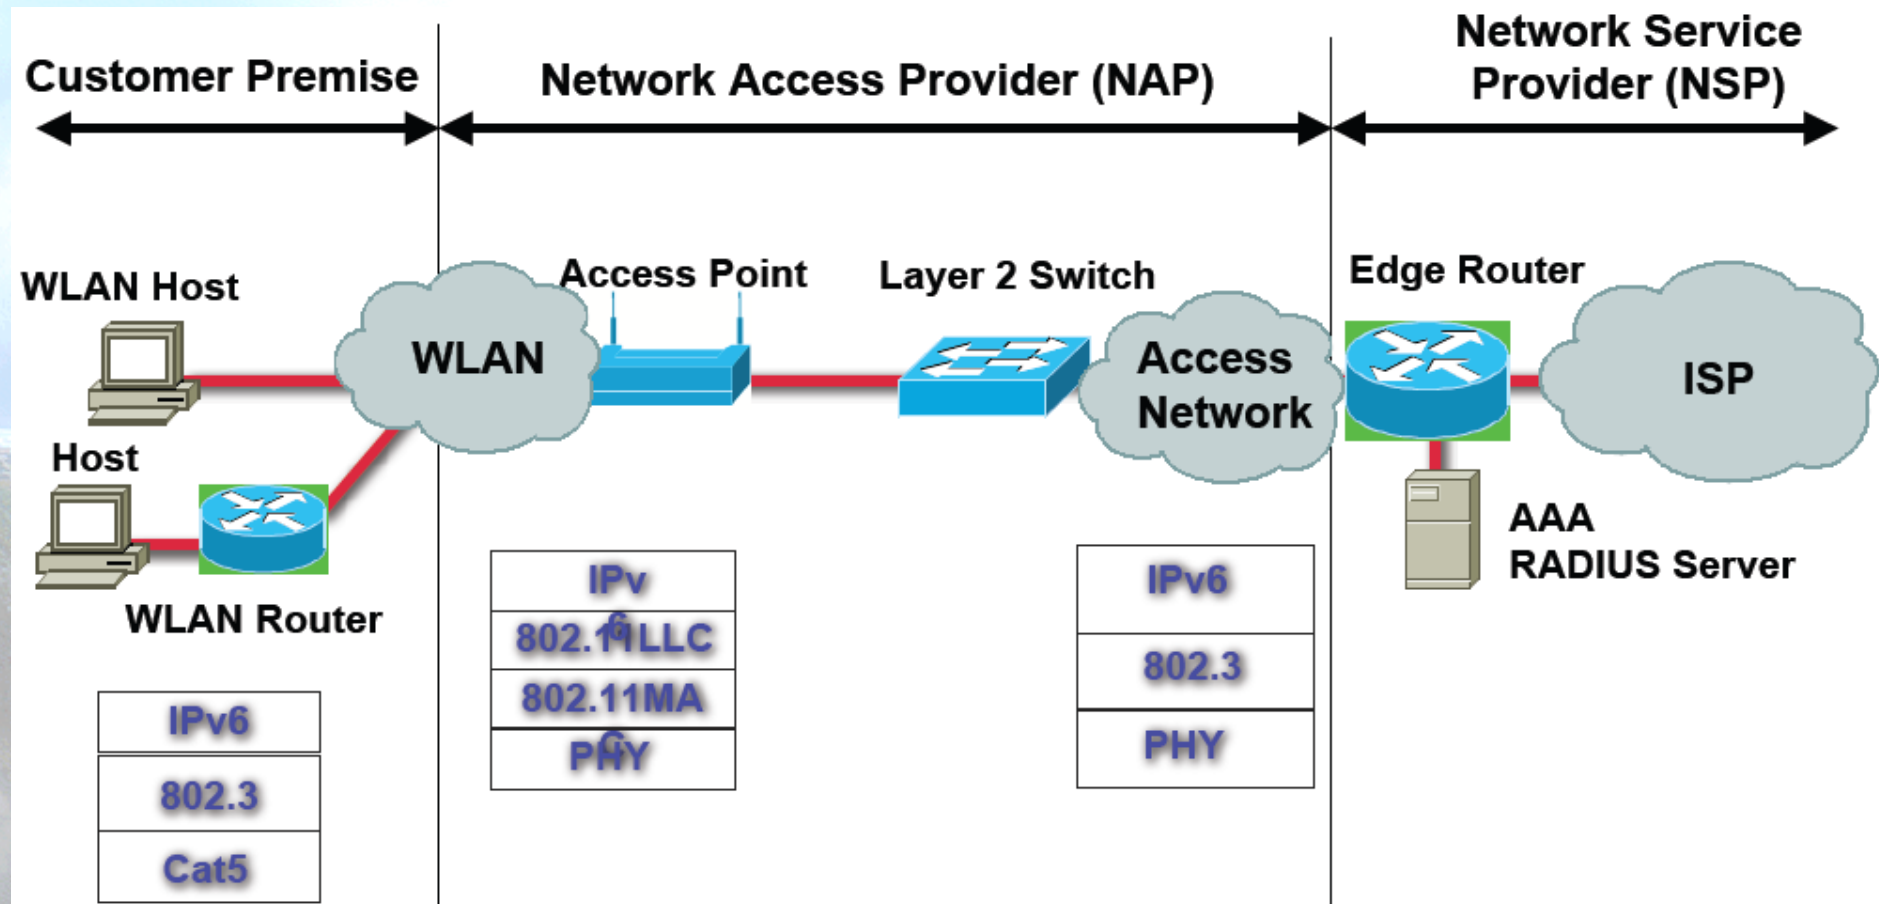 Customer Premise
Network Access Provider (NAP)
Network Service
Provider (NSP)
WLAN Host
WLAN
Access Point
Layer 2 Switch
Access
Network
Edge Router
ISP
Host
WLAN Router
AAA
RADIUS Server
IPv6
802.3
Cat5
IPv
6
802.11LLC
802.11MA
C
PHY
IPv6
802.3
PHY